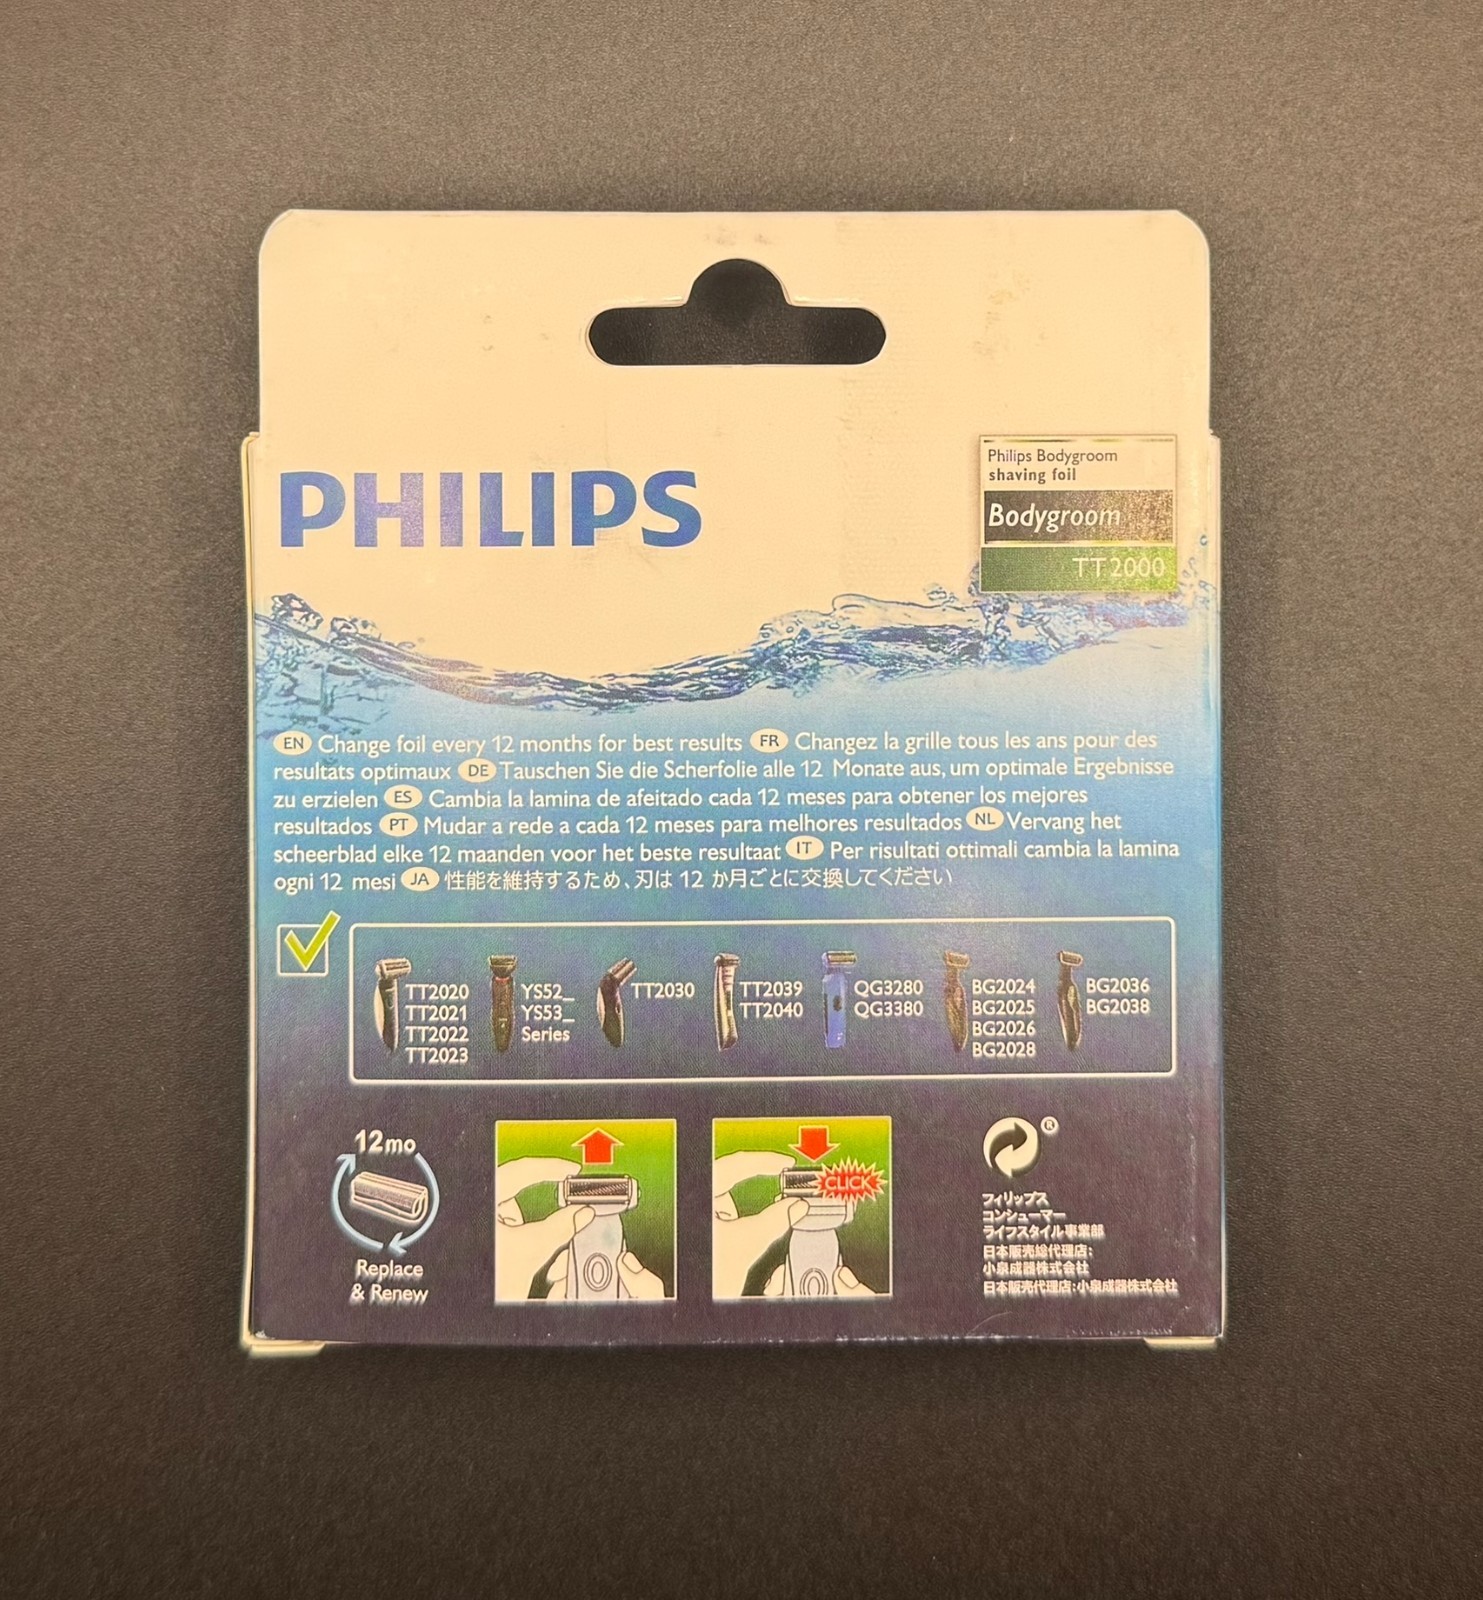 PHILIPS
Philips Bodygroom
shaving foil
Bodygroom
TT2000
EN Change foil every 12 months for best results FR Changez la grille tous les ans pour des
resultats optimaux DE Tauschen Sie die Scherfolie alle 12 Monate aus, um optimale Ergebnisse
zu erzielen ES Cambia la lamina de afeitado cada 12 meses para obtener los mejores
resultados PT Mudar a rede a cada 12 meses para melhores resultados NL Vervang het
scheerblad elke 12 maanden voor het beste resultaat IT Per risultati ottimali cambia la lamina
ogni 12 mesi JA 性能を維持するため、刃は 12 か月ごとに交換してください
TT2020
TT2021
TT2022
TT2023
YS52_
YS53_
Series
TT2030
TT2039
TT2040
QG3280
QG3380
BG2024
BG2025
BG2026
BG2028
BG2036
BG2038
12mo
Replace
& Renew
CLICK
®
フィリップス
コンシューマー
ライフスタイル事業部
日本販売総代理店:
小泉成器株式会社
日本販売代理店:小泉成器株式会社